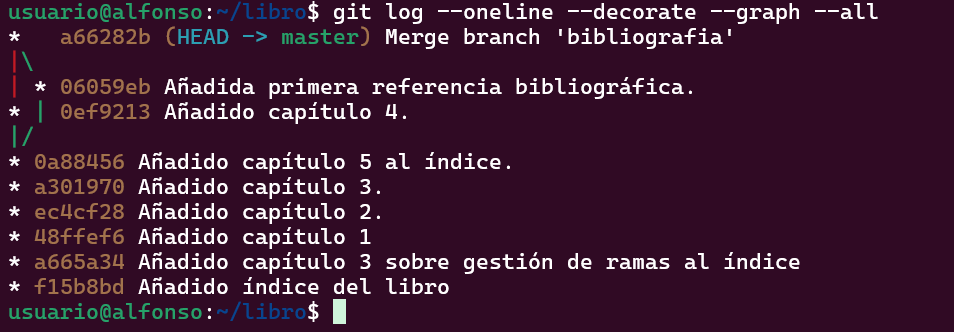 usuario@alfonso:~/libro$ git log --oneline --decorate --graph --all
*   a66282b (HEAD -> master) Merge branch 'bibliografia'
|\
| * 06059eb Añadida primera referencia bibliográfica.
* | 0ef9213 Añadido capítulo 4.
|/
* 0a88456 Añadido capítulo 5 al índice.
* a301970 Añadido capítulo 3.
* ec4cf28 Añadido capítulo 2.
* 48ffef6 Añadido capítulo 1
* a665a34 Añadido capítulo 3 sobre gestión de ramas al índice
* f15b8bd Añadido índice del libro
usuario@alfonso:~/libro$